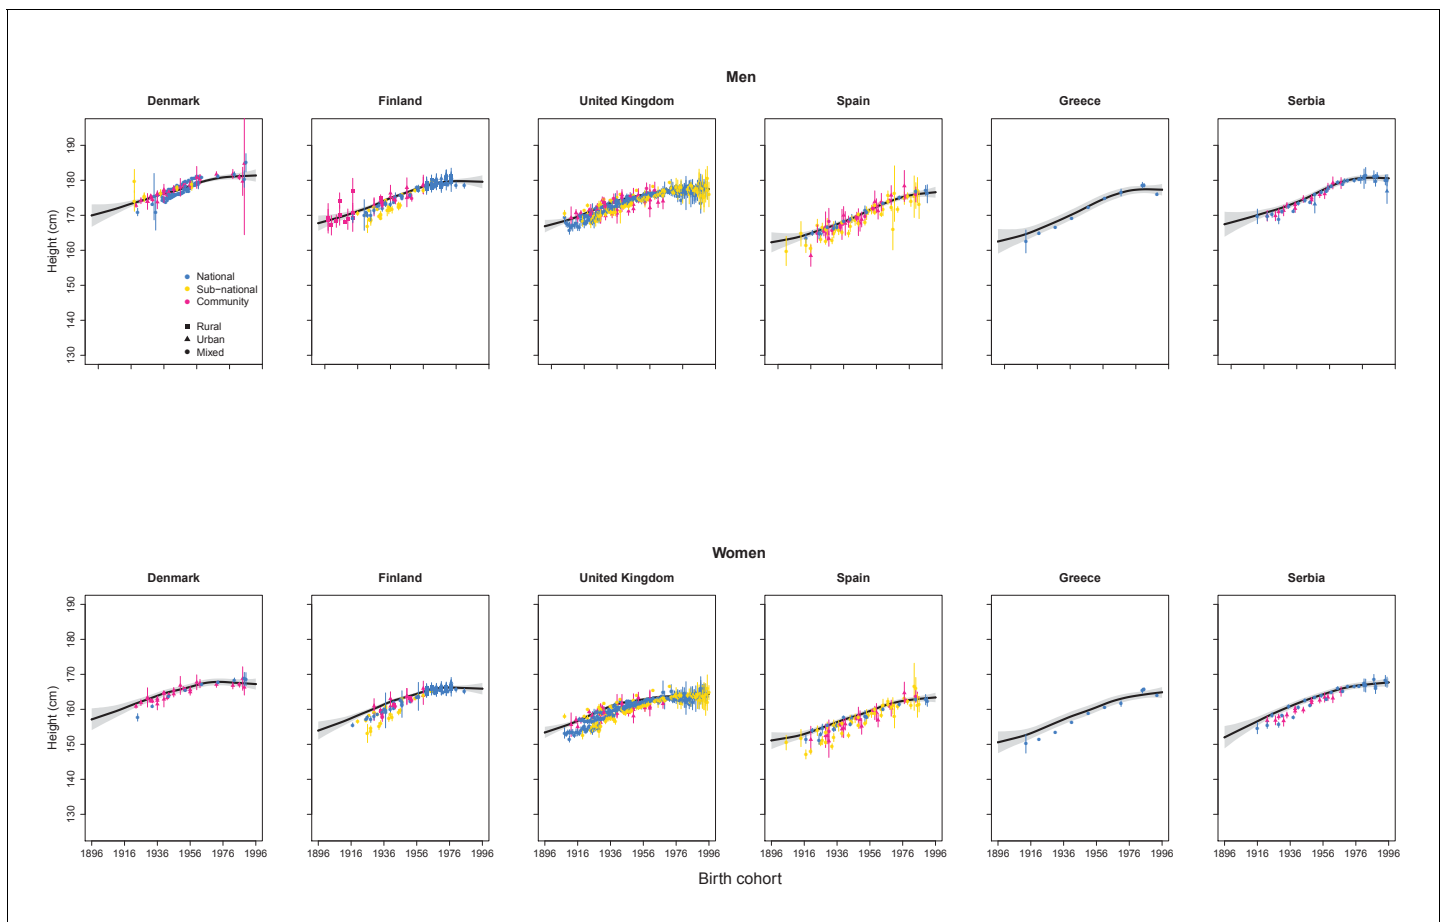 Men
Denmark Finland United Kingdom Spain Greece Serbia
Height (cm)
190
180
170
160
150
140
130
National
Sub−national
Community
Rural
Urban
Mixed
Women
Denmark Finland United Kingdom Spain Greece Serbia
Height (cm)
190
180
170
160
150
140
130
1896 1916 1936 1956 1976 1996 1896 1916 1936 1956 1976 1996 1896 1916 1936 1956 1976 1996 1896 1916 1936 1956 1976 1996 1896 1916 1936 1956 1976 1996 1896 1916 1936 1956 1976 1996
Birth cohort